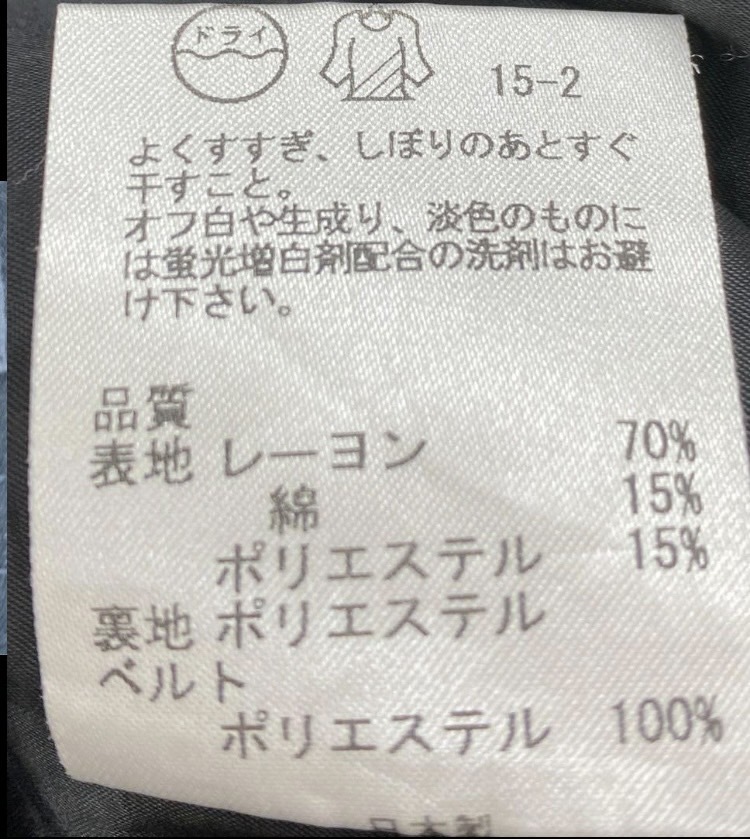 ドライ
15-2
よくすすぎ、しぼりのあとすぐ
干すこと。
オフ白や生成り、淡色のものに
は蛍光増白剤配合の洗剤はお避
け下さい。
品質
表地 レーヨン 70%
綿 15%
ポリエステル 15%
裏地 ポリエステル
ベルト
ポリエステル 100%
日本製